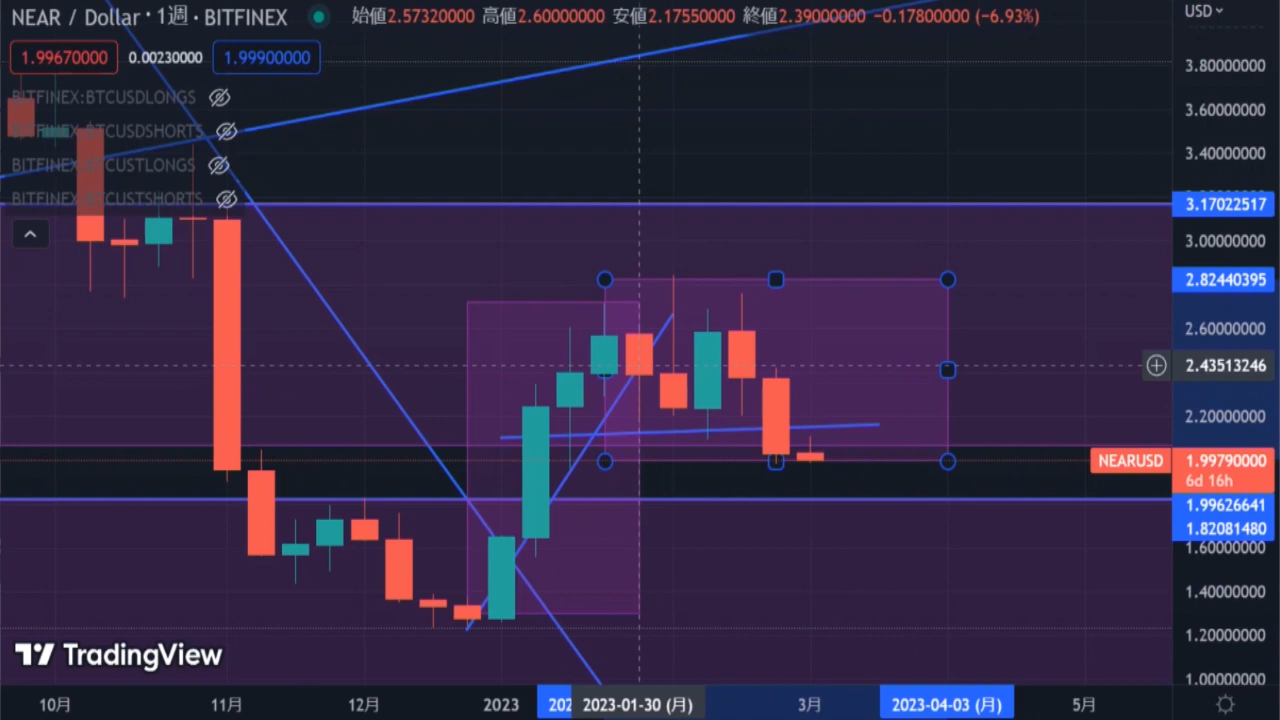 NEAR / Dollar · 1週 · BITFINEX 始値2.57320000 高値2.60000000 安値2.17550000 終値2.39000000 −0.17800000 (−6.93%)
USD
1.99670000 0.00230000 1.99900000
BITFINEX:BTCUSDLONGS
BITFINEX:BTCUSDSHORTS
BITFINEX:BTCUSTLONGS
BITFINEX:BTCUSTSHORTS
3.80000000
3.60000000
3.40000000
3.17022517
3.00000000
2.82440395
2.60000000
2.43513246
2.20000000
NEARUSD 1.99790000
6d 16h
1.99626641
1.82081480
1.60000000
1.40000000
1.20000000
1.00000000
TradingView
10月 11月 12月 2023 202 2023-01-30 (月) 3月 2023-04-03 (月) 5月